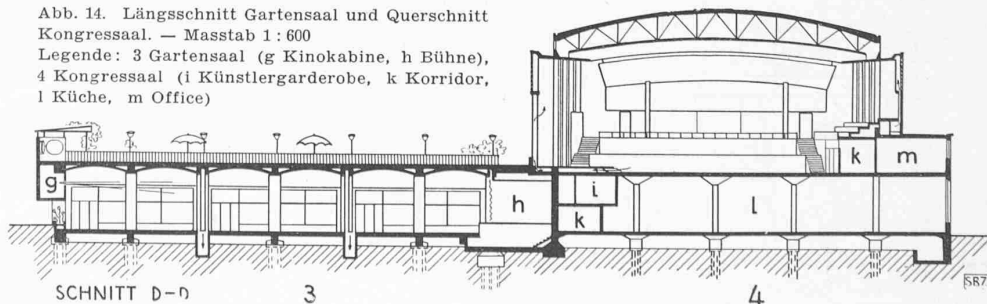 Abb. 14. Längsschnitt Gartensaal und Querschnitt
Kongressaal. — Masstab 1 : 600
Legende: 3 Gartensaal (g Kinokabine, h Bühne),
4 Kongressaal (i Künstlergarderobe, k Korridor,
l Küche, m Office)
k m
g h i l
k
SCHNITT D-D 3 4
SB7